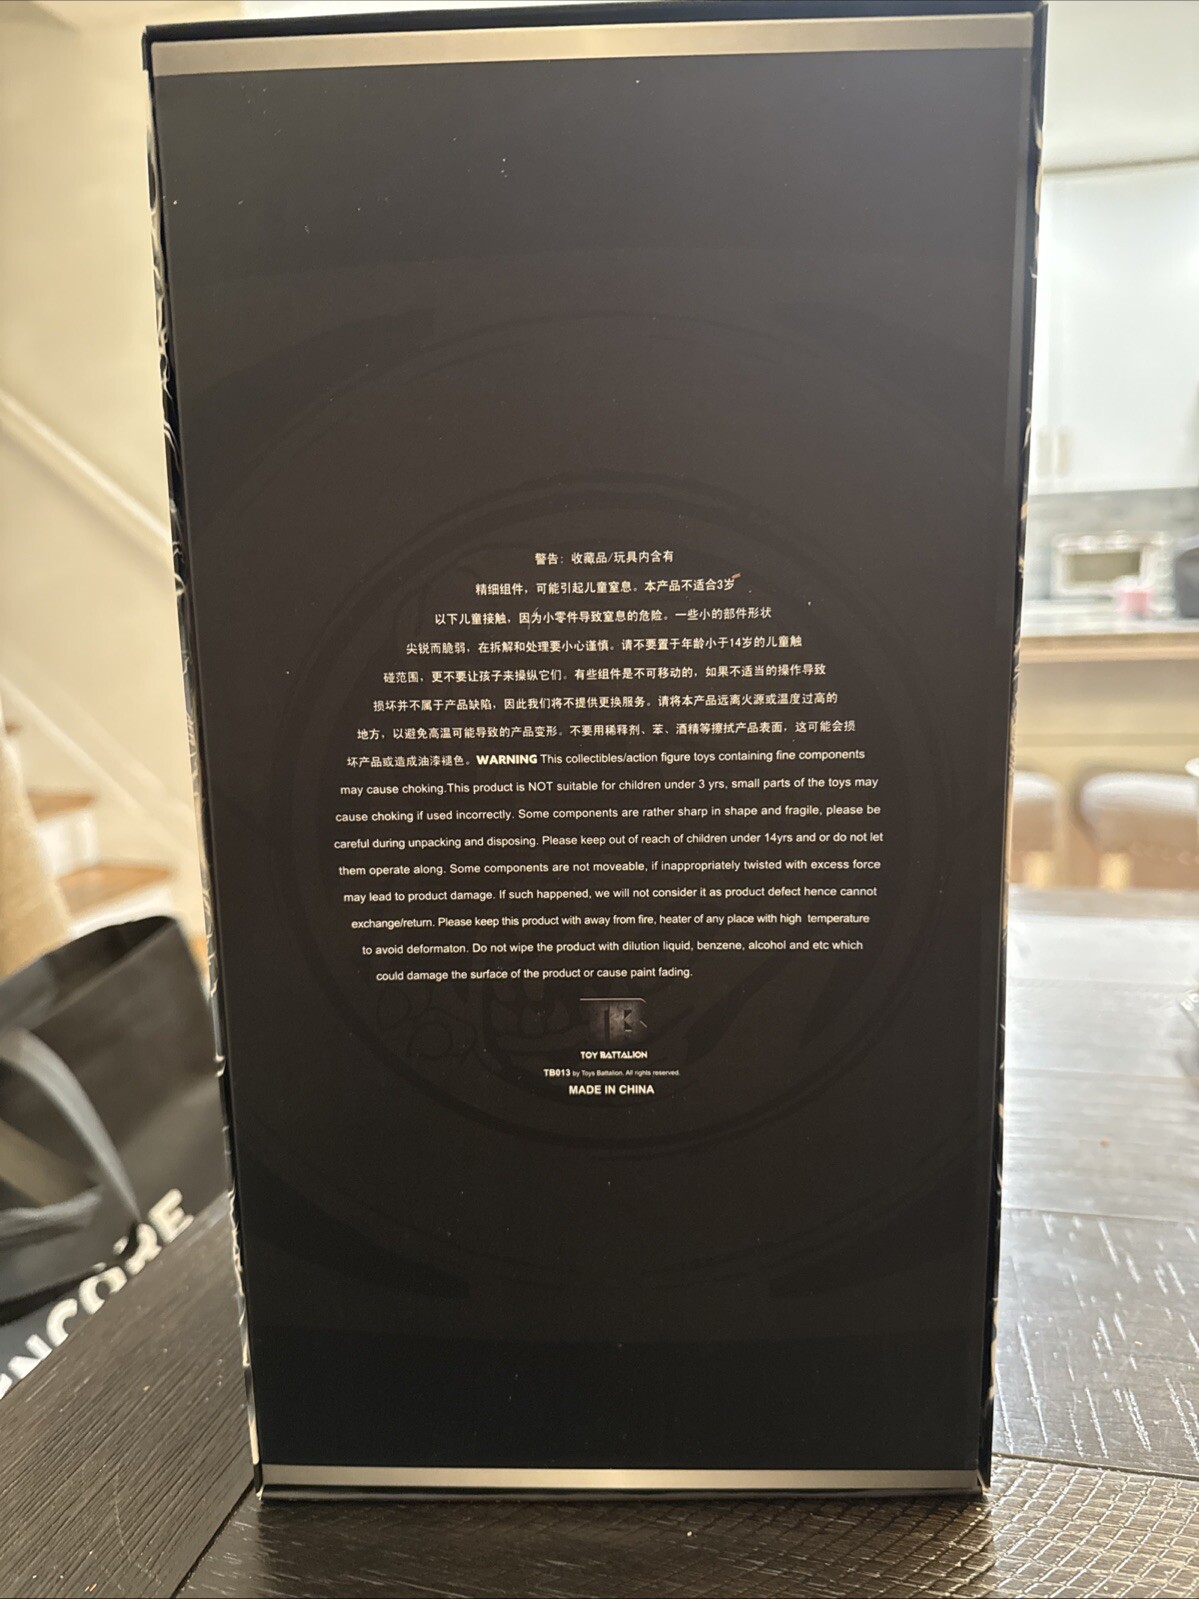 警告：收藏品/玩具内含有
精细组件，可能引起儿童窒息。本产品不适合3岁
以下儿童接触，因为小零件导致窒息的危险。一些小的部件形状
尖锐而脆弱，在拆解和处理要小心谨慎。请不要置于年龄小于14岁的儿童触
碰范围，更不要让孩子来操纵它们。有些组件是不可移动的，如果不适当的操作导致
损坏并不属于产品缺陷，因此我们将不提供更换服务。请将本产品远离火源或温度过高的
地方，以避免高温可能导致的产品变形。不要用稀释剂、苯、酒精等擦拭产品表面，这可能会损
坏产品或造成油漆褪色。WARNING This collectibles/action figure toys containing fine components
may cause choking.This product is NOT suitable for children under 3 yrs, small parts of the toys may
cause choking if used incorrectly. Some components are rather sharp in shape and fragile, please be
careful during unpacking and disposing. Please keep out of reach of children under 14yrs and or do not let
them operate along. Some components are not moveable, if inappropriately twisted with excess force
may lead to product damage. If such happened, we will not consider it as product defect hence cannot
exchange/return. Please keep this product with away from fire, heater of any place with high temperature
to avoid deformaton. Do not wipe the product with dilution liquid, benzene, alcohol and etc which
could damage the surface of the product or cause paint fading.
TB
TOY BATTALION
TB013 by Toys Battalion. All rights reserved.
MADE IN CHINA
ENCORE